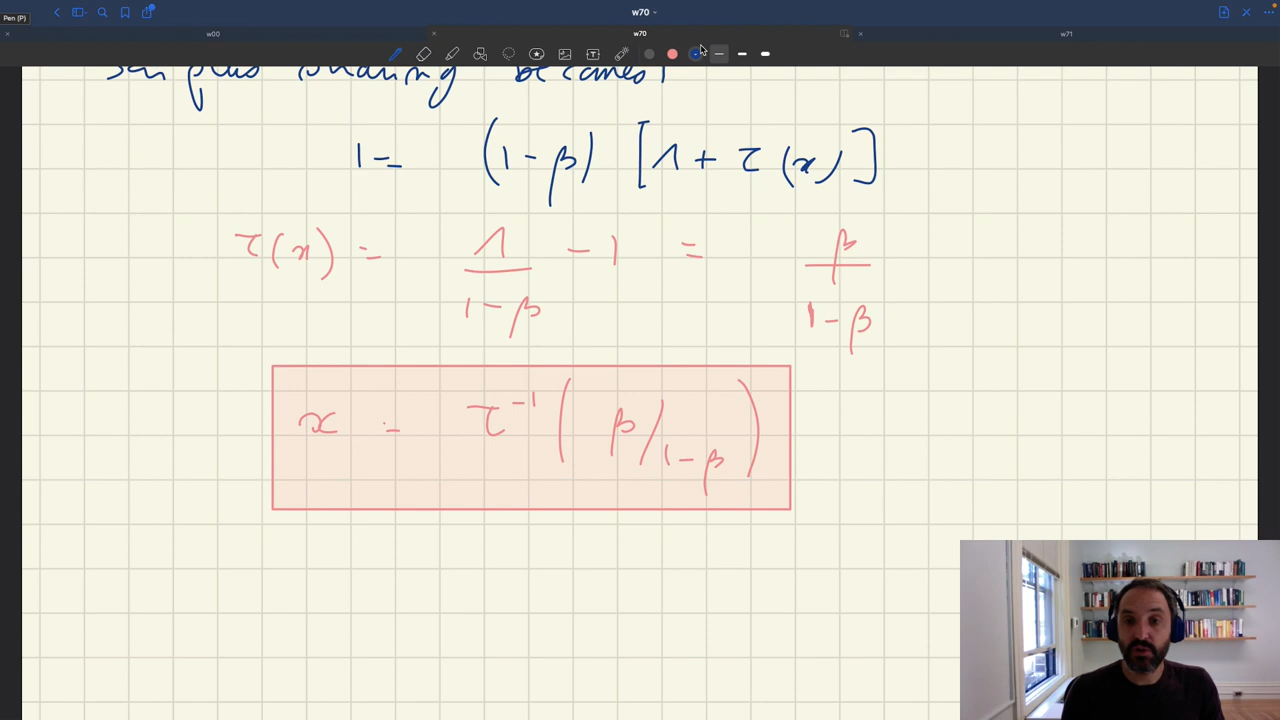 Pen (P)
w70
w00
w70
w71
surplus sharing becomes:
1 = (1 - β) [1 + τ(x)]
τ(x) = 1/(1 - β) - 1 = β/(1 - β)
x = τ⁻¹(β/1 - β)